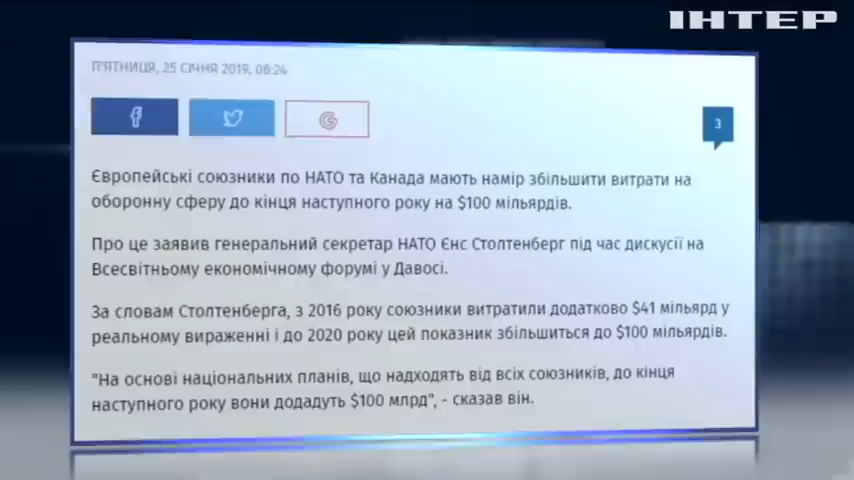 ІНТЕР
П'ЯТНИЦЯ, 25 СІЧНЯ 2019, 08:24
3
Європейські союзники по НАТО та Канада мають намір збільшити витрати на
оборонну сферу до кінця наступного року на $100 мільярдів.
Про це заявив генеральний секретар НАТО Єнс Столтенберг під час дискусії на
Всесвітньому економічному форумі у Давосі.
За словам Столтенберга, з 2016 року союзники витратили додатково $41 мільярд у
реальному вираженні і до 2020 року цей показник збільшиться до $100 мільярдів.
"На основі національних планів, що надходять від всіх союзників, до кінця
наступного року вони додадуть $100 млрд", - сказав він.